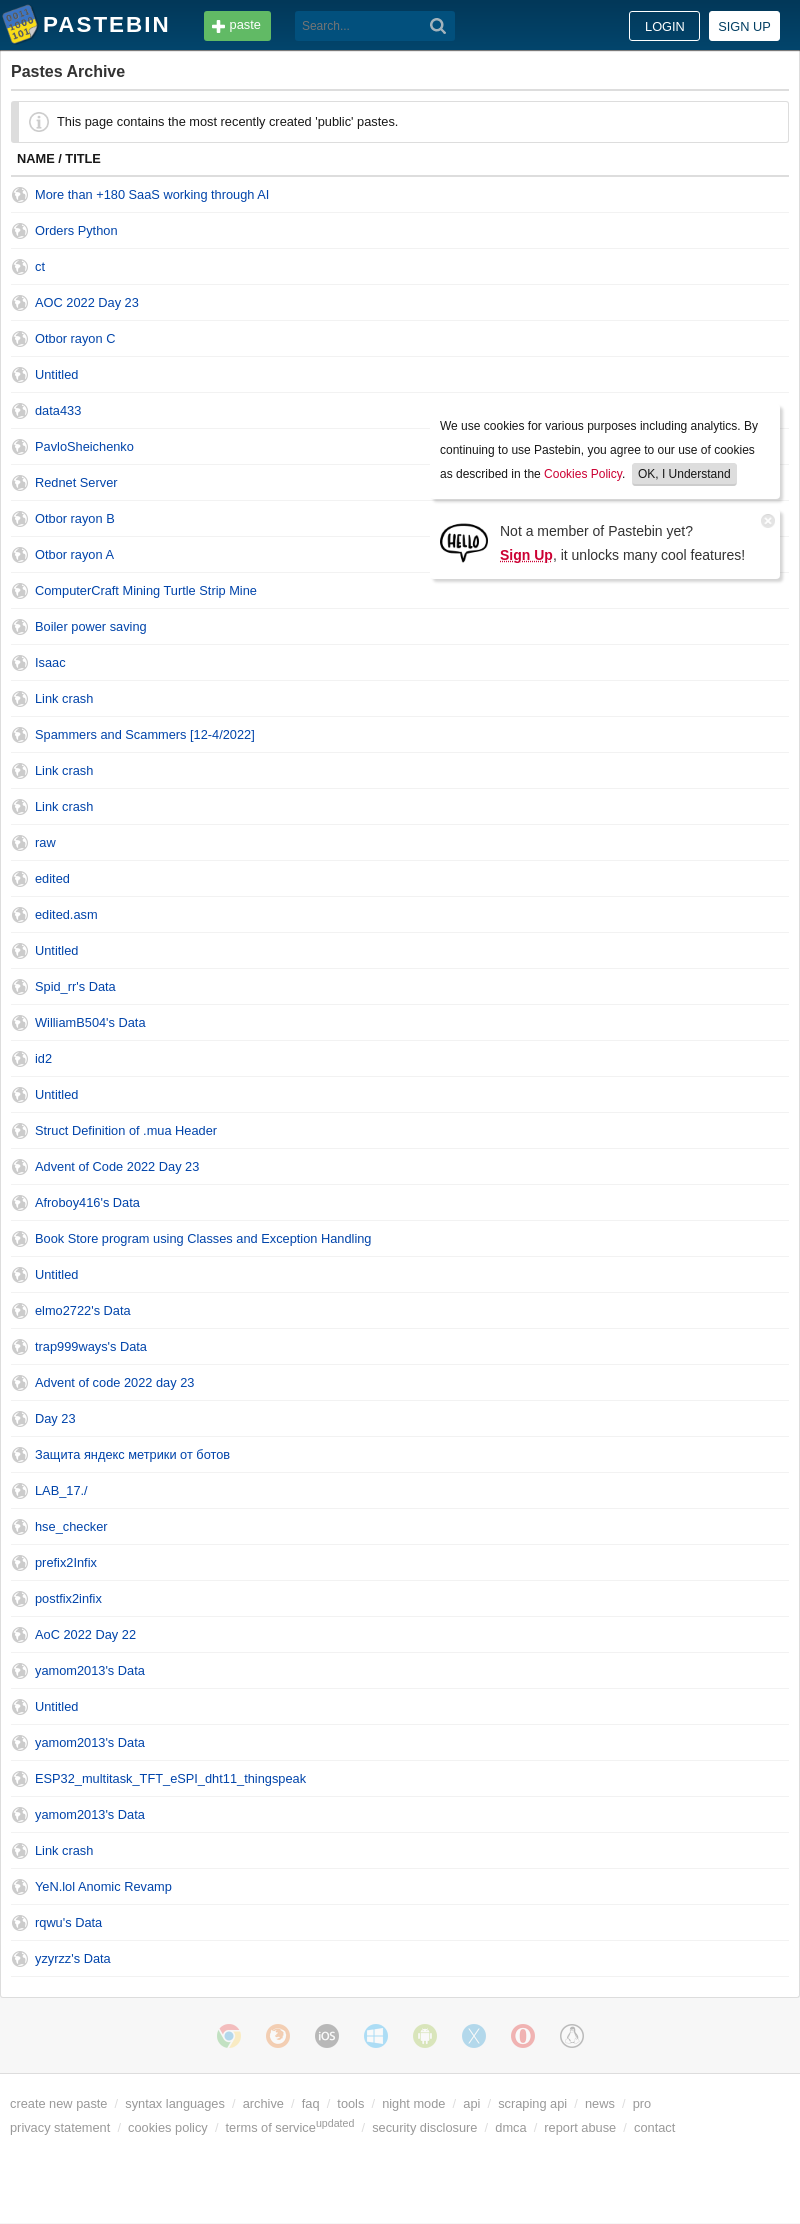 PASTEBIN
paste
Search...
LOGIN
SIGN UP
Pastes Archive
This page contains the most recently created 'public' pastes.
NAME / TITLE
More than +180 SaaS working through AI
Orders Python
ct
AOC 2022 Day 23
Otbor rayon C
Untitled
data433
PavloSheichenko
Rednet Server
Otbor rayon B
Otbor rayon A
We use cookies for various purposes including analytics. By
continuing to use Pastebin, you agree to our use of cookies
as described in the Cookies Policy. OK, I Understand
HELLO
Not a member of Pastebin yet?
Sign Up, it unlocks many cool features!
ComputerCraft Mining Turtle Strip Mine
Boiler power saving
Isaac
Link crash
Spammers and Scammers [12-4/2022]
Link crash
Link crash
raw
edited
edited.asm
Untitled
Spid_rr's Data
WilliamB504's Data
id2
Untitled
Struct Definition of .mua Header
Advent of Code 2022 Day 23
Afroboy416's Data
Book Store program using Classes and Exception Handling
Untitled
elmo2722's Data
trap999ways's Data
Advent of code 2022 day 23
Day 23
Защита яндекс метрики от ботов
LAB_17./
hse_checker
prefix2Infix
postfix2infix
AoC 2022 Day 22
yamom2013's Data
Untitled
yamom2013's Data
ESP32_multitask_TFT_eSPI_dht11_thingspeak
yamom2013's Data
Link crash
YeN.lol Anomic Revamp
rqwu's Data
yzyrzz's Data
iOS
create new paste / syntax languages / archive / faq / tools / night mode / api / scraping api / news / pro
privacy statement / cookies policy / terms of service updated / security disclosure / dmca / report abuse / contact